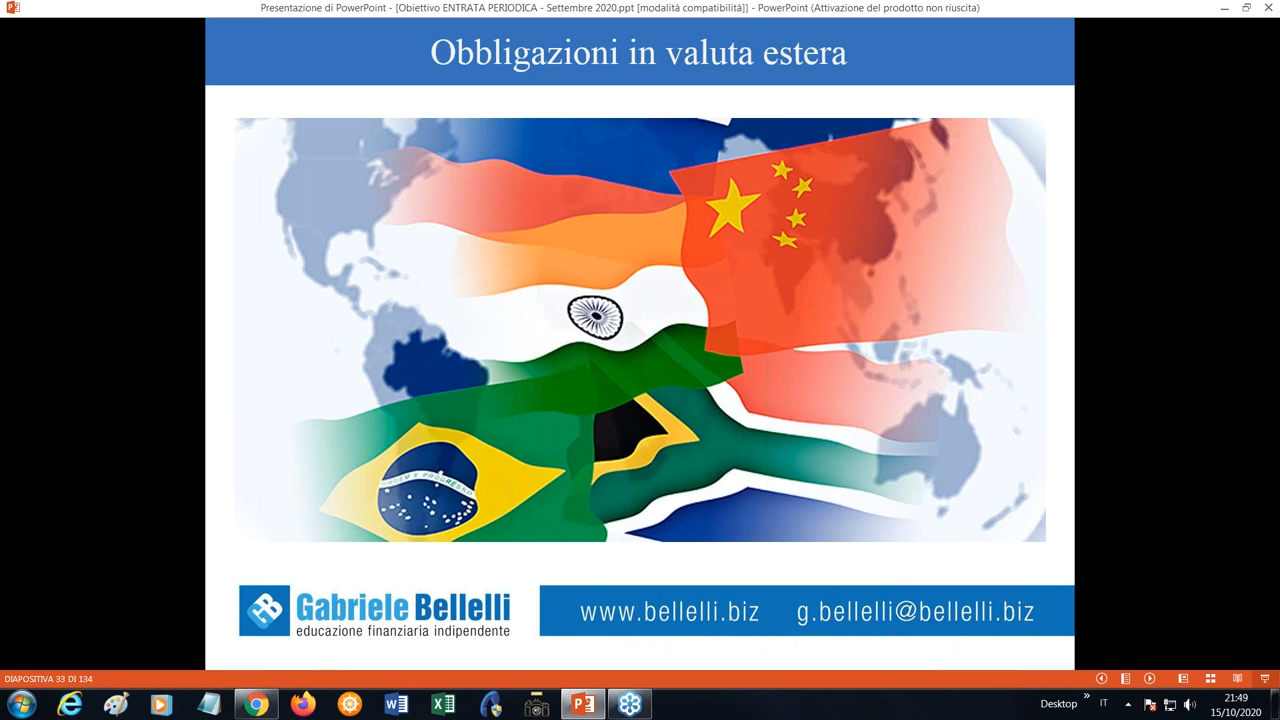 Presentazione di PowerPoint - [Obiettivo ENTRATA PERIODICA - Settembre 2020.ppt [modalità compatibilità]] - PowerPoint (Attivazione del prodotto non riuscita)
Obbligazioni in valuta estera
ORDEM E PROGRESSO
Gabriele Bellelli
educazione finanziaria indipendente
www.bellelli.biz g.bellelli@bellelli.biz
DIAPOSITIVA 33 DI 134
Desktop
IT
21:49
15/10/2020